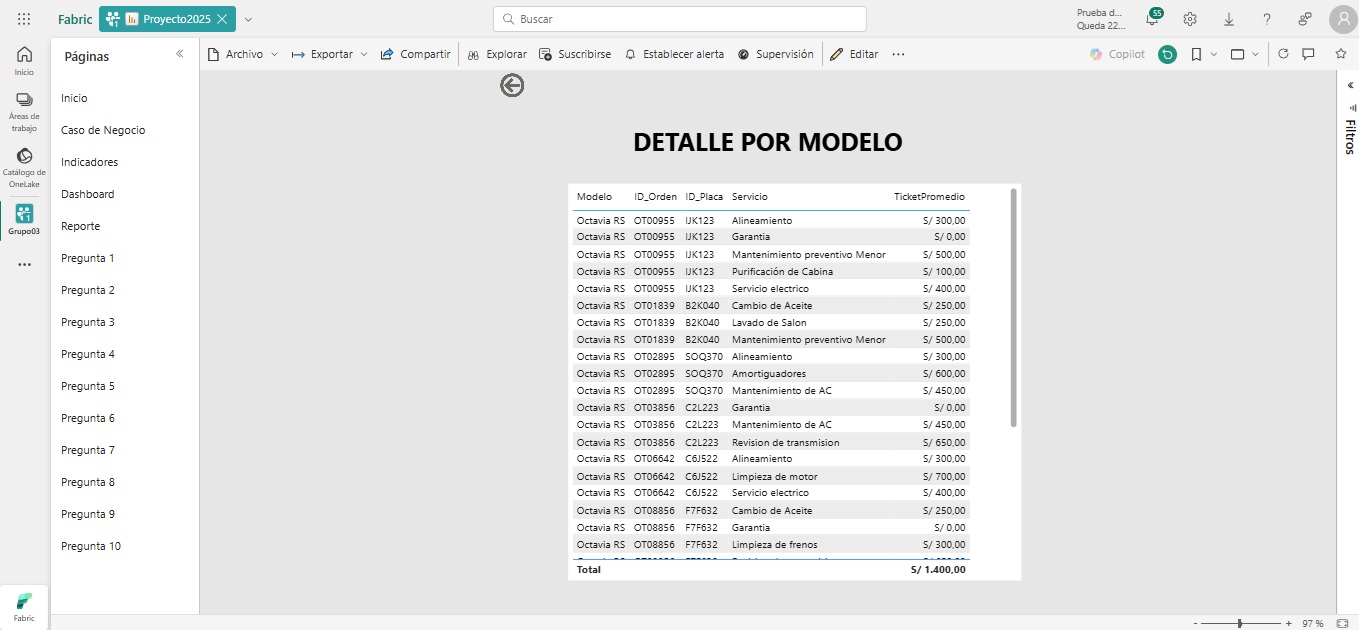 Fabric
Proyecto2025
Buscar
Prueba d...
Queda 22...
55
Inicio
Áreas de
trabajo
Catálogo de
OneLake
Grupo03
Fabric
Páginas
Inicio
Caso de Negocio
Indicadores
Dashboard
Reporte
Pregunta 1
Pregunta 2
Pregunta 3
Pregunta 4
Pregunta 5
Pregunta 6
Pregunta 7
Pregunta 8
Pregunta 9
Pregunta 10
Archivo Exportar Compartir Explorar Suscribirse Establecer alerta Supervisión Editar ... Copilot
DETALLE POR MODELO
Modelo ID_Orden ID_Placa Servicio TicketPromedio
Octavia RS OT00955 IJK123 Alineamiento S/ 300,00
Octavia RS OT00955 IJK123 Garantia S/ 0,00
Octavia RS OT00955 IJK123 Mantenimiento preventivo Menor S/ 500,00
Octavia RS OT00955 IJK123 Purificación de Cabina S/ 100,00
Octavia RS OT00955 IJK123 Servicio electrico S/ 400,00
Octavia RS OT01839 B2K040 Cambio de Aceite S/ 250,00
Octavia RS OT01839 B2K040 Lavado de Salon S/ 250,00
Octavia RS OT01839 B2K040 Mantenimiento preventivo Menor S/ 500,00
Octavia RS OT02895 SOQ370 Alineamiento S/ 300,00
Octavia RS OT02895 SOQ370 Amortiguadores S/ 600,00
Octavia RS OT02895 SOQ370 Mantenimiento de AC S/ 450,00
Octavia RS OT03856 C2L223 Garantia S/ 0,00
Octavia RS OT03856 C2L223 Mantenimiento de AC S/ 450,00
Octavia RS OT03856 C2L223 Revision de transmision S/ 650,00
Octavia RS OT06642 C6J522 Alineamiento S/ 300,00
Octavia RS OT06642 C6J522 Limpieza de motor S/ 700,00
Octavia RS OT06642 C6J522 Servicio electrico S/ 400,00
Octavia RS OT08856 F7F632 Cambio de Aceite S/ 250,00
Octavia RS OT08856 F7F632 Garantia S/ 0,00
Octavia RS OT08856 F7F632 Limpieza de frenos S/ 300,00
Total S/ 1.400,00
Filtros
- + 97 %